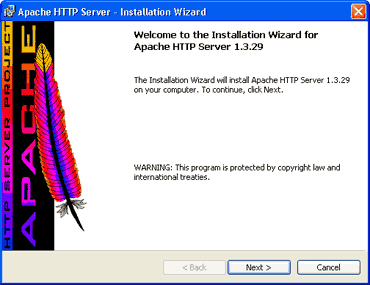 Apache HTTP Server - Installation Wizard
Welcome to the Installation Wizard for
Apache HTTP Server 1.3.29
The Installation Wizard will install Apache HTTP Server 1.3.29
on your computer. To continue, click Next.
WARNING: This program is protected by copyright law and
international treaties.
HTTP SERVER PROJECT
APACHE
< Back
Next >
Cancel